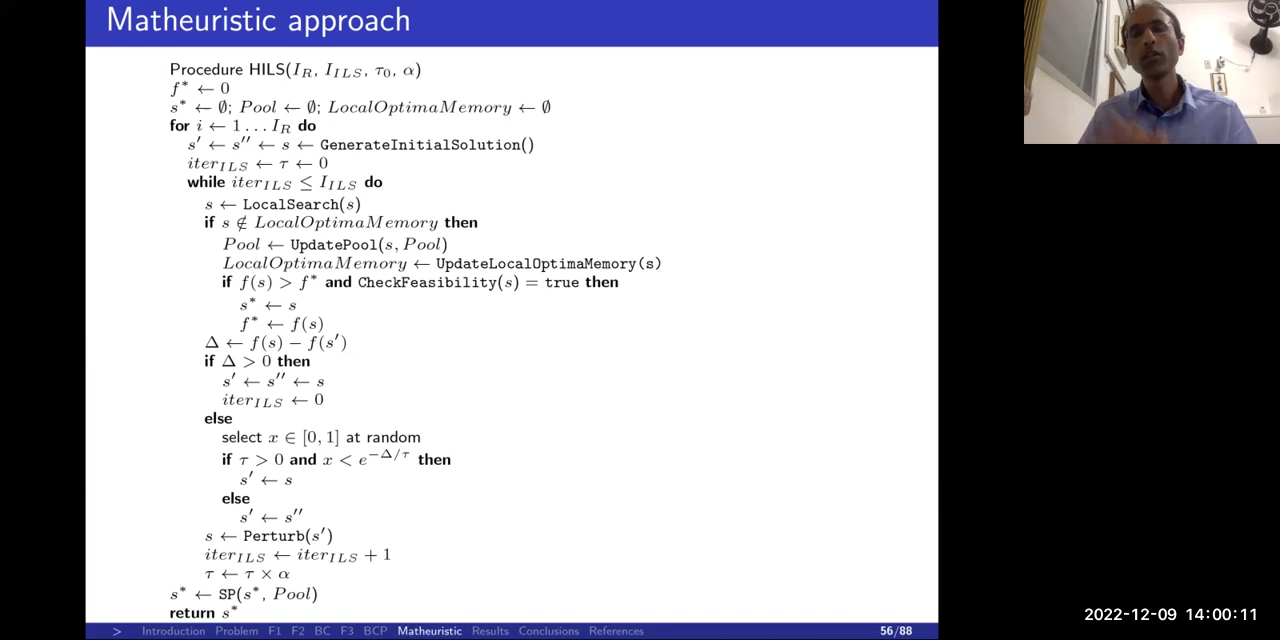 Matheuristic approach
Procedure HILS(I_R, I_ILS, τ_0, α)
f* ← 0
s* ← ∅; Pool ← ∅; LocalOptimaMemory ← ∅
for i ← 1 … I_R do
s′ ← s″ ← s ← GenerateInitialSolution()
iter_ILS ← τ ← 0
while iter_ILS ≤ I_ILS do
s ← LocalSearch(s)
if s ∉ LocalOptimaMemory then
Pool ← UpdatePool(s, Pool)
LocalOptimaMemory ← UpdateLocalOptimaMemory(s)
if f(s) > f* and CheckFeasibility(s) = true then
s* ← s
f* ← f(s)
Δ ← f(s) − f(s′)
if Δ > 0 then
s′ ← s″ ← s
iter_ILS ← 0
else
select x ∈ [0, 1] at random
if τ > 0 and x < e^{−Δ/τ} then
s′ ← s
else
s′ ← s″
s ← Perturb(s′)
iter_ILS ← iter_ILS + 1
τ ← τ × α
s* ← SP(s*, Pool)
return s*
> Introduction Problem F1 F2 BC F3 BCP Matheuristic Results Conclusions References 56/88
2022-12-09 14:00:11